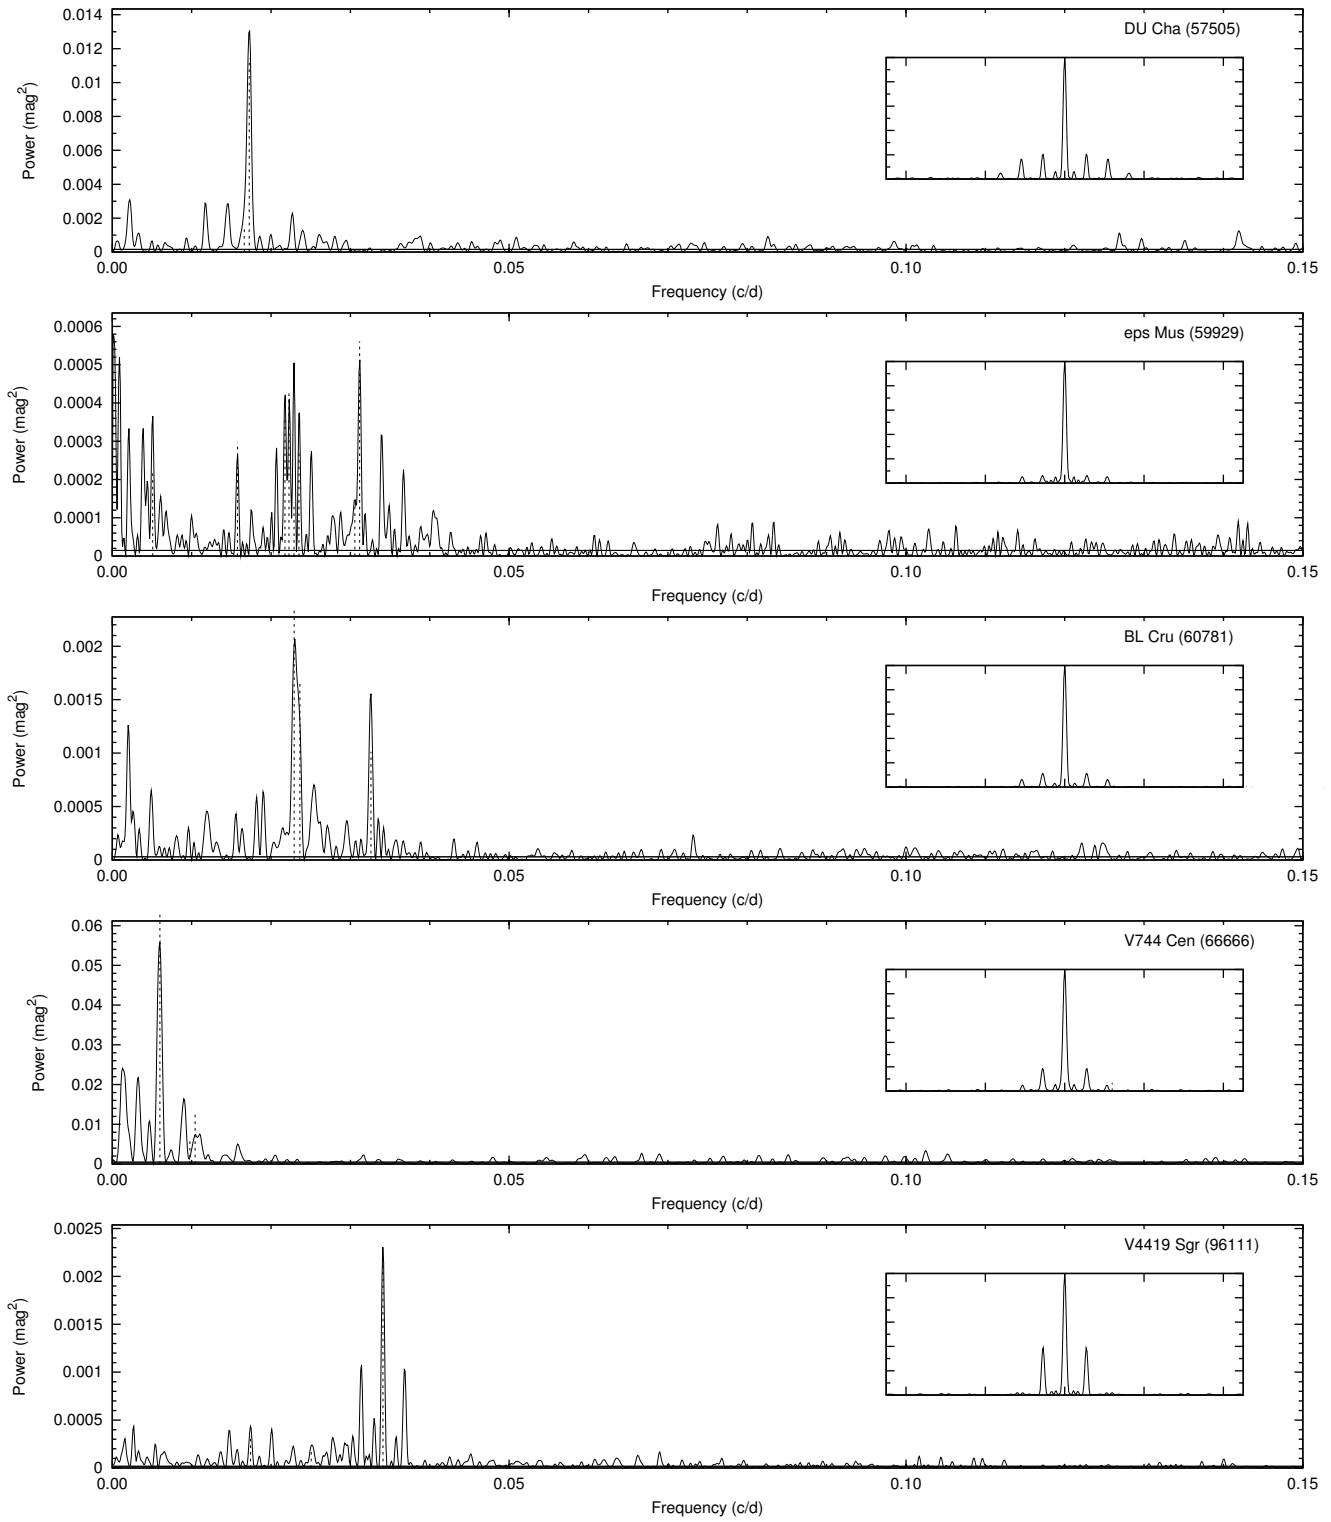 DU Cha (57505)
Power (mag2)
0.014
0.012
0.01
0.008
0.006
0.004
0.002
0
0.00 0.05 0.10 0.15
Frequency (c/d)
eps Mus (59929)
Power (mag2)
0.0006
0.0005
0.0004
0.0003
0.0002
0.0001
0
0.00 0.05 0.10 0.15
Frequency (c/d)
BL Cru (60781)
Power (mag2)
0.002
0.0015
0.001
0.0005
0
0.00 0.05 0.10 0.15
Frequency (c/d)
V744 Cen (66666)
Power (mag2)
0.06
0.05
0.04
0.03
0.02
0.01
0
0.00 0.05 0.10 0.15
Frequency (c/d)
V4419 Sgr (96111)
Power (mag2)
0.0025
0.002
0.0015
0.001
0.0005
0
0.00 0.05 0.10 0.15
Frequency (c/d)